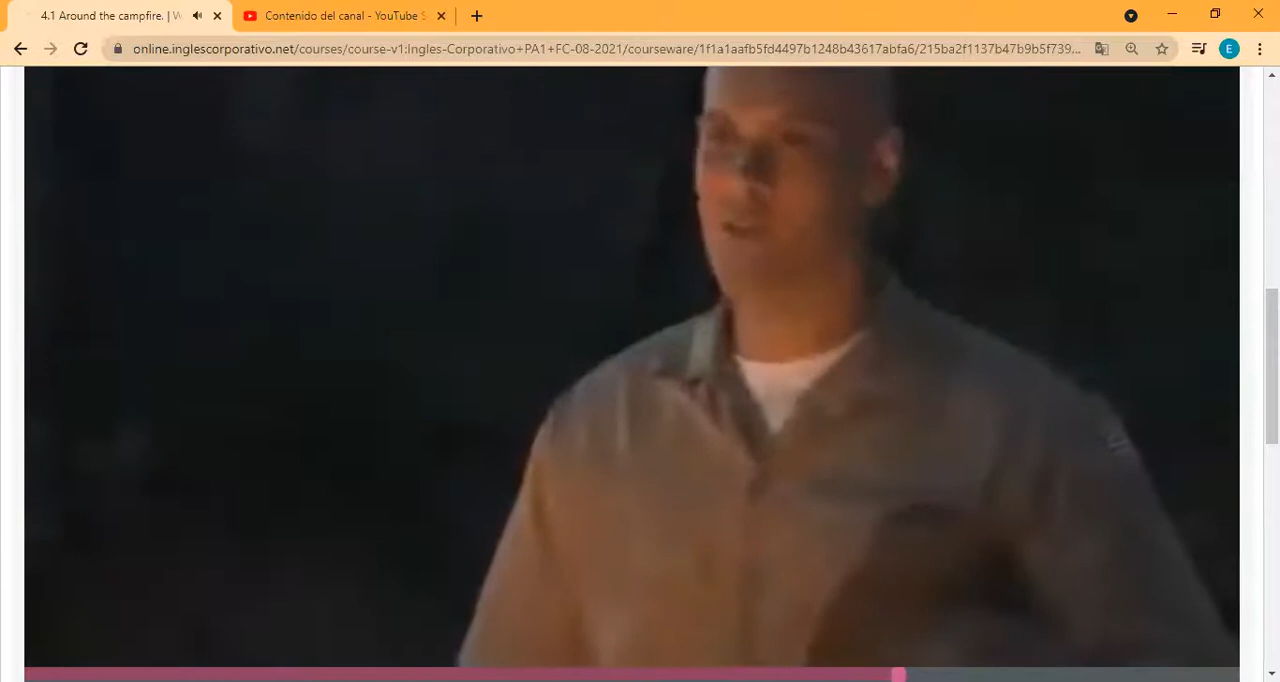 4.1 Around the campfire. | W
Contenido del canal - YouTube S
online.inglescorporativo.net/courses/course-v1:Ingles-Corporativo+PA1+FC-08-2021/courseware/1f1a1aafb5fd4497b1248b43617abfa6/215ba2f1137b47b9b5f739...
E